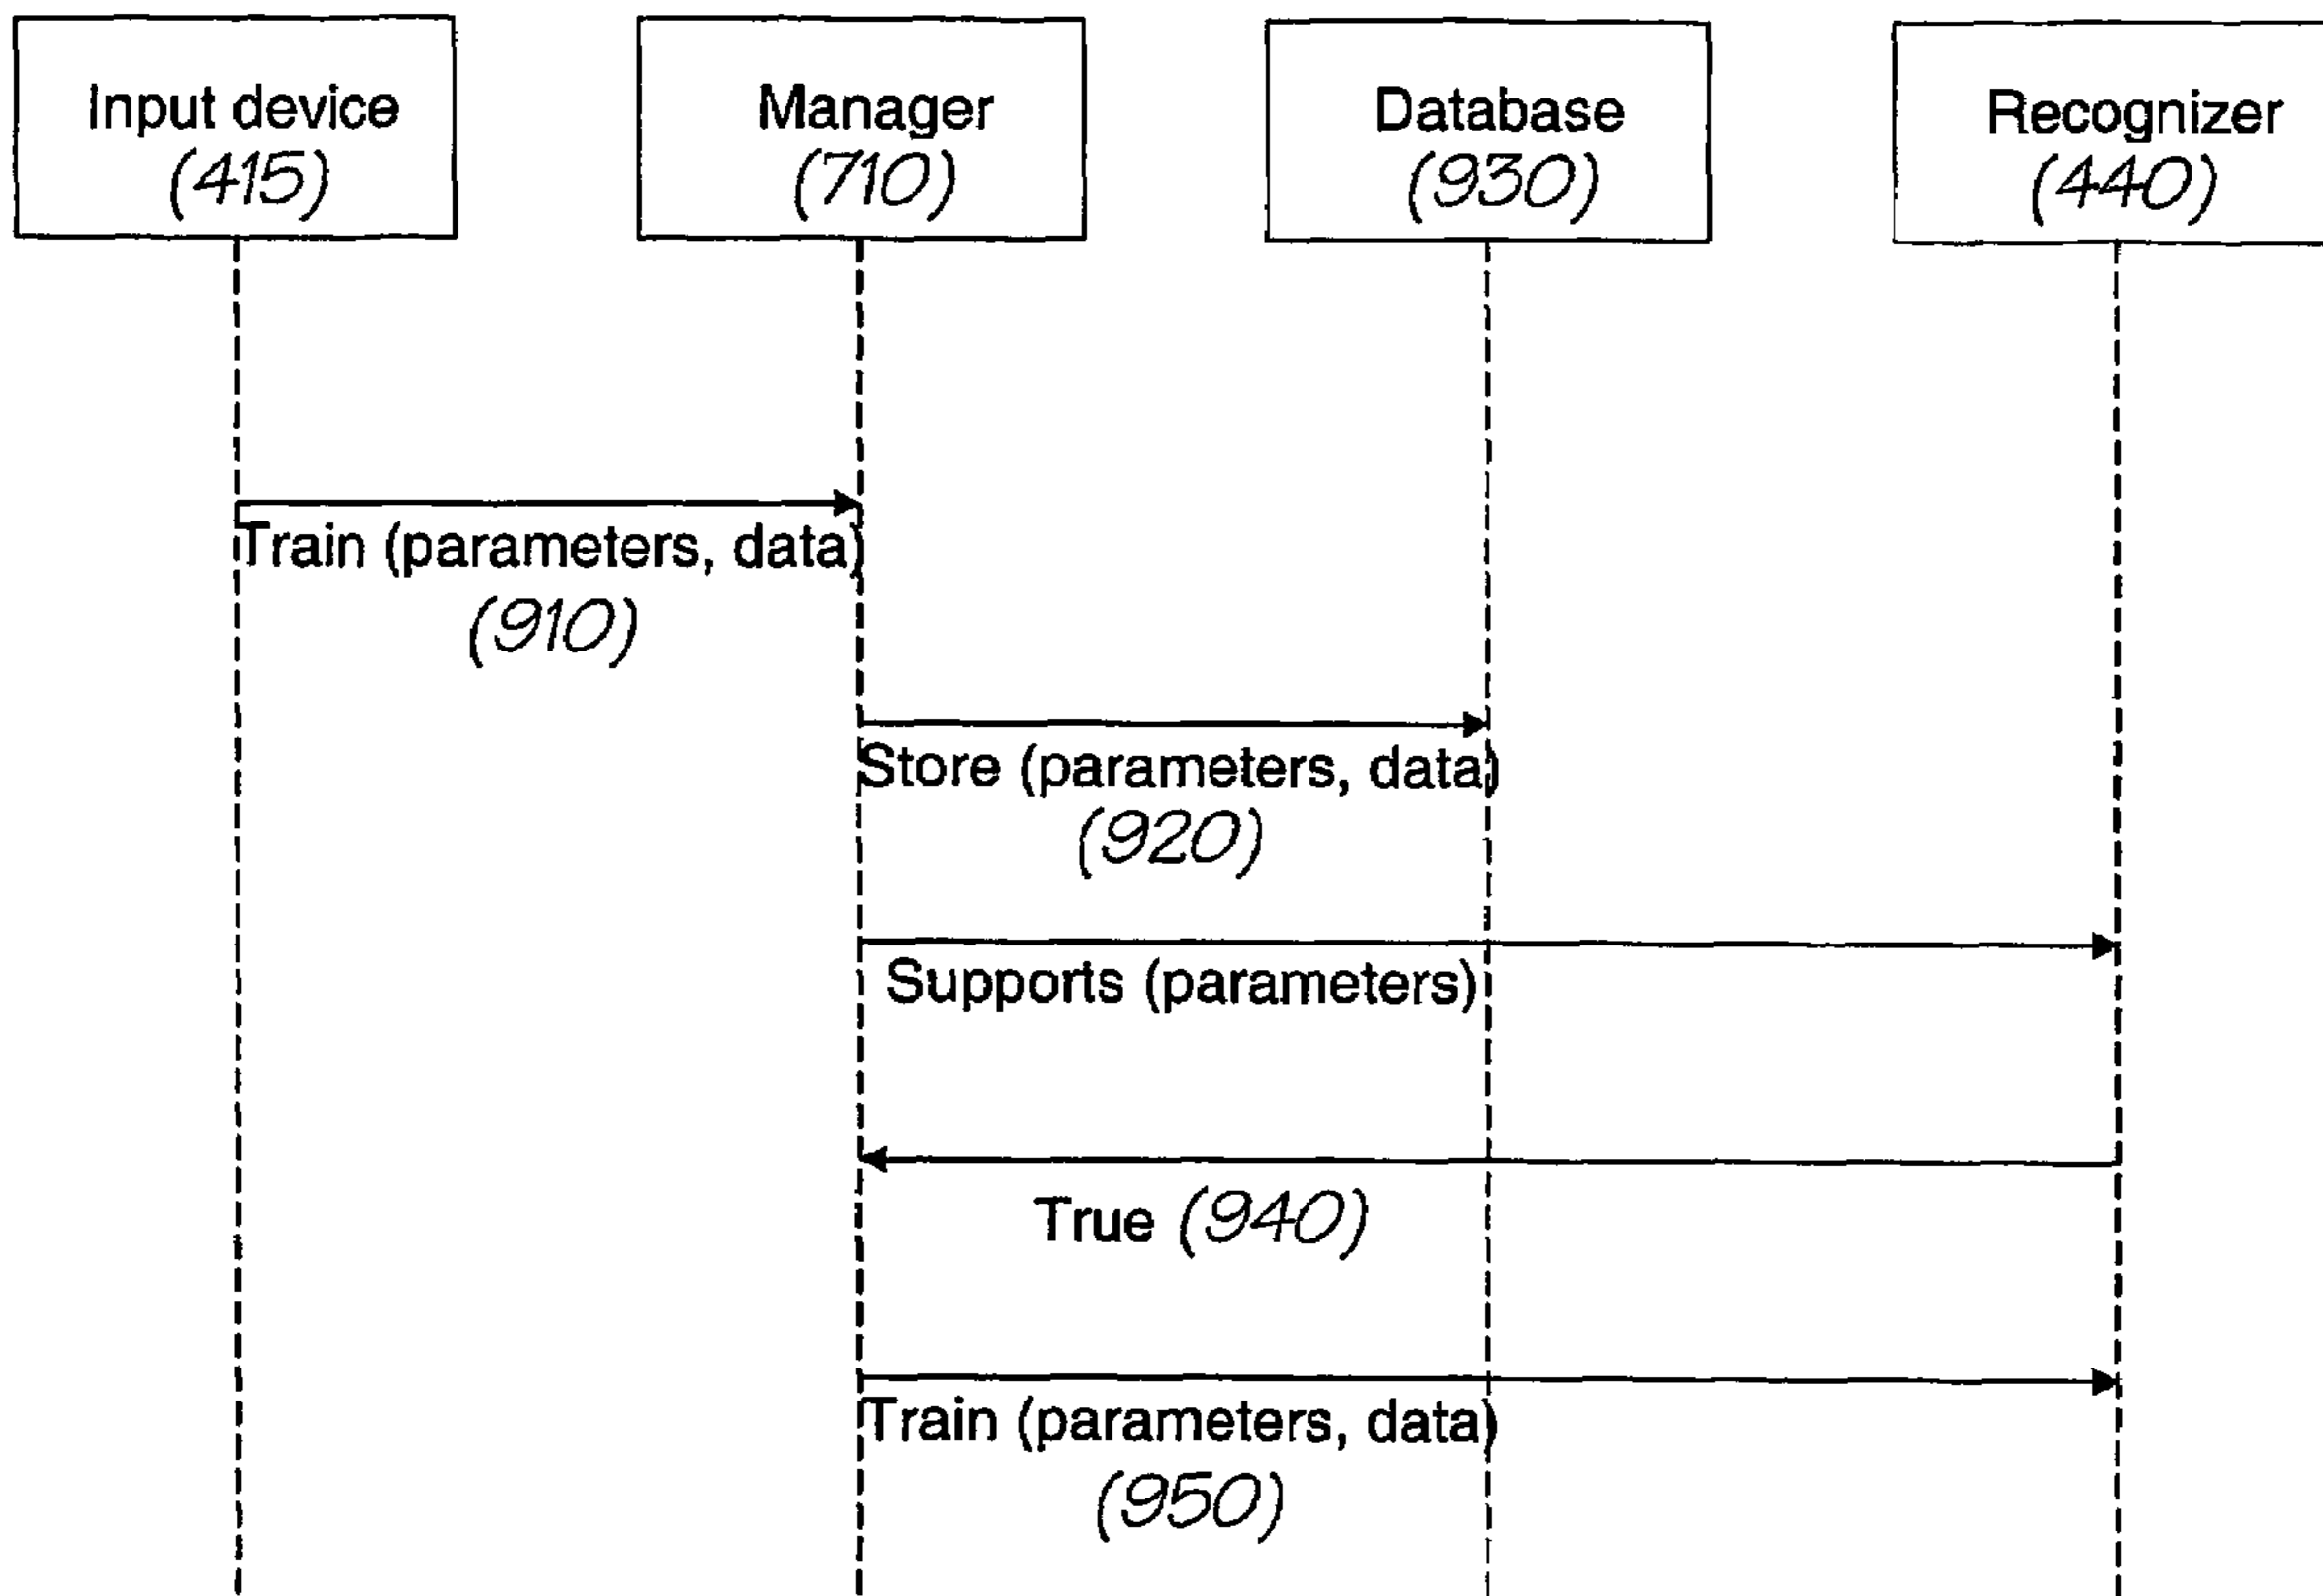 Input device
(415)
Manager
(710)
Database
(930)
Recognizer
(440)
Train (parameters, data)
(910)
Store (parameters, data)
(920)
Supports (parameters)
True (940)
Train (parameters, data)
(950)